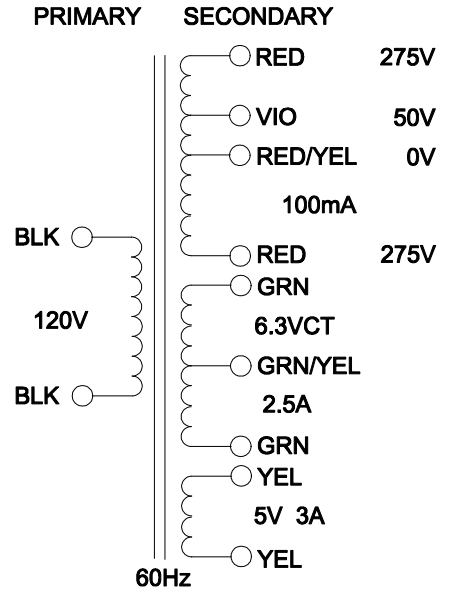 PRIMARY SECONDARY
RED 275V
VIO 50V
RED/YEL 0V
100mA
BLK
RED 275V
GRN
120V
6.3VCT
GRN/YEL
BLK
2.5A
GRN
YEL
5V 3A
YEL
60Hz